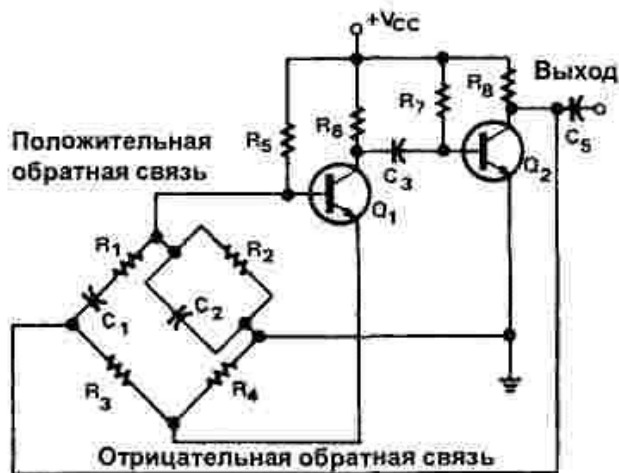 +Vcc
Выход
R8
R7
R5
R6
C5
Положительная
обратная связь
C3
Q2
Q1
R1
R2
C1
C2
R3
R4
Отрицательная обратная связь